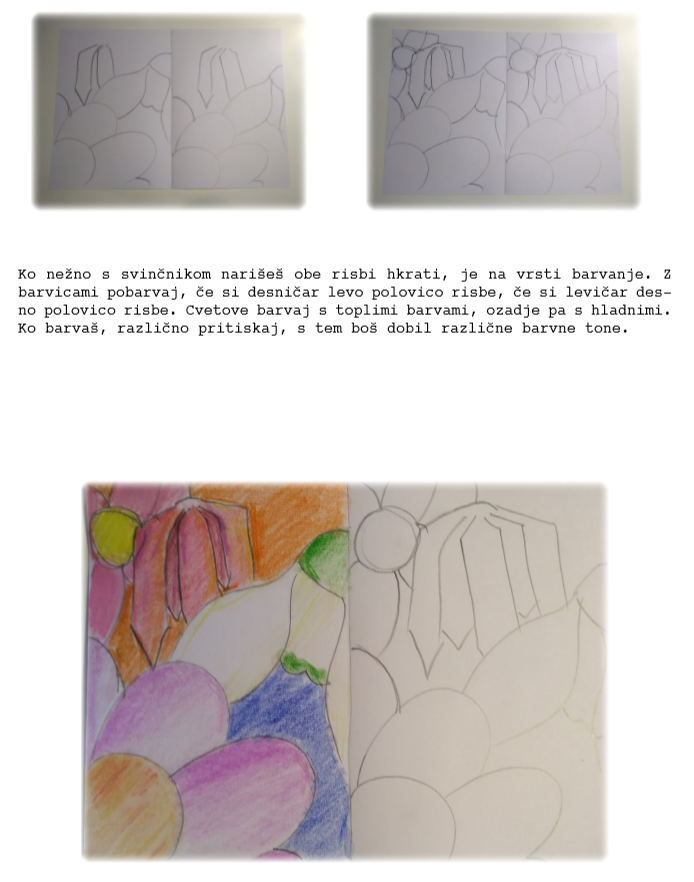 Ko nežno s svinčnikom narišeš obe risbi hkrati, je na vrsti barvanje. Z
barvicami pobarvaj, če si desničar levo polovico risbe, če si levičar des-
no polovico risbe. Cvetove barvaj s toplimi barvami, ozadje pa s hladnimi.
Ko barvaš, različno pritiskaj, s tem boš dobil različne barvne tone.